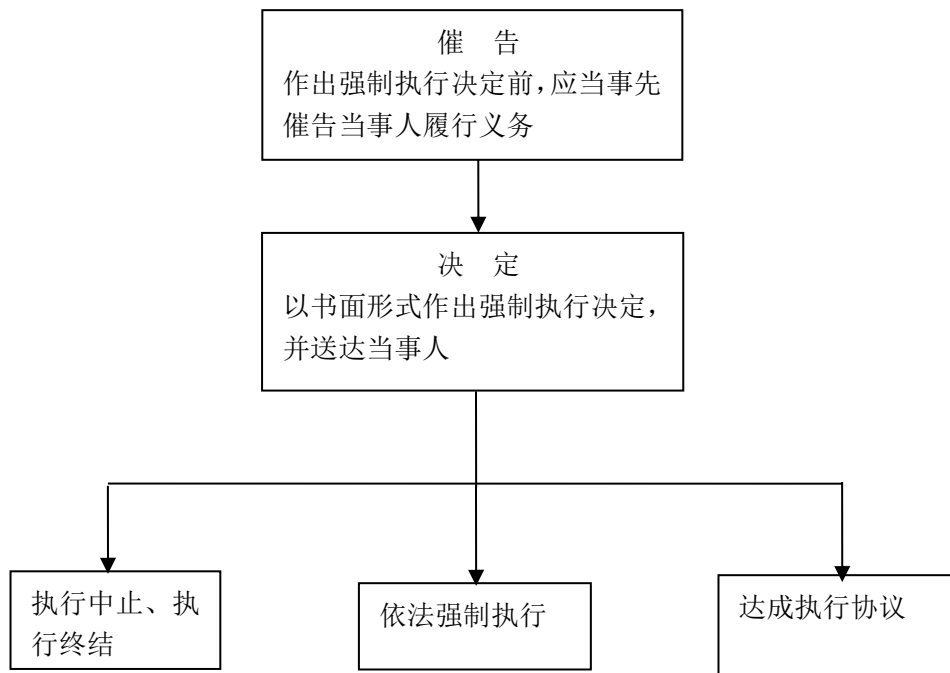 催 告
作出强制执行决定前，应当事先
催告当事人履行义务
决 定
以书面形式作出强制执行决定，
并送达当事人
执行中止、执
行终结
依法强制执行
达成执行协议